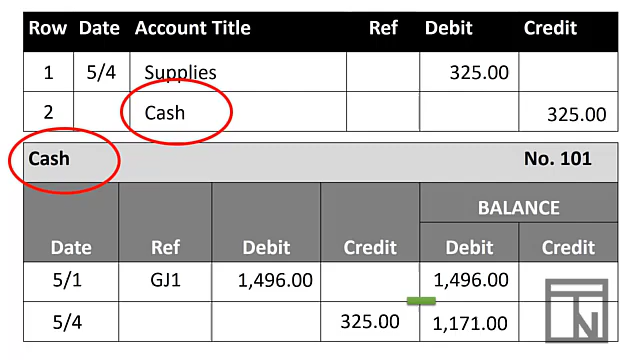 Row Date Account Title Ref Debit Credit
1 5/4 Supplies 325.00
2 Cash 325.00
Cash No. 101
BALANCE
Date Ref Debit Credit Debit Credit
5/1 GJ1 1,496.00 1,496.00
5/4 325.00 1,171.00